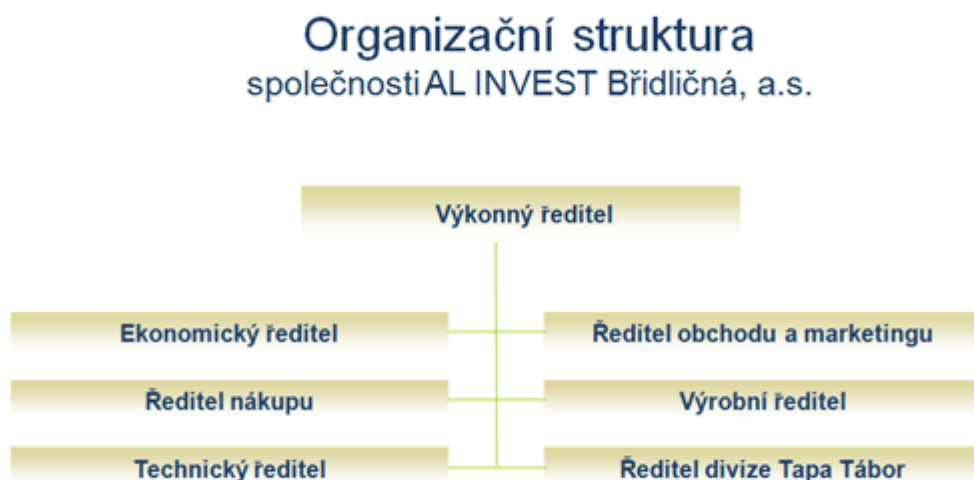 Organizační struktura
společnosti AL INVEST Břidličná, a.s.
Výkonný ředitel
Ekonomický ředitel
Ředitel obchodu a marketingu
Ředitel nákupu
Výrobní ředitel
Technický ředitel
Ředitel divize Tapa Tábor